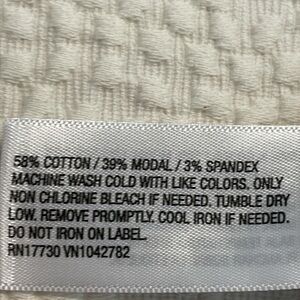 58% COTTON / 39% MODAL / 3% SPANDEX
MACHINE WASH COLD WITH LIKE COLORS. ONLY
NON CHLORINE BLEACH IF NEEDED. TUMBLE DRY
LOW. REMOVE PROMPTLY. COOL IRON IF NEEDED.
DO NOT IRON ON LABEL.
RN17730 VN1042782